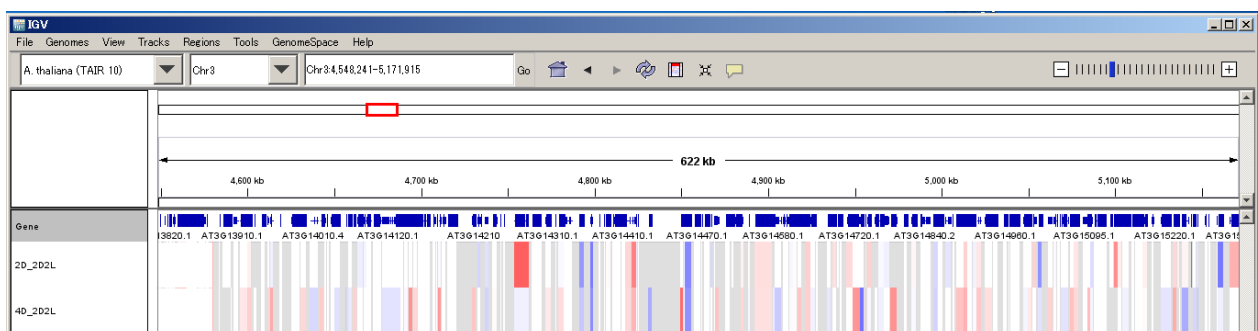 IGV
File Genomes View Tracks Regions Tools GenomeSpace Help
A. thaliana (TAIR 10) Chr3 Chr3:4,548,241-5,171,915 Go
622 kb
4,600 kb 4,700 kb 4,800 kb 4,900 kb 5,000 kb 5,100 kb
Gene
13820.1 AT3G13910.1 AT3G14010.4 AT3G14120.1 AT3G14210 AT3G14310.1 AT3G14410.1 AT3G14470.1 AT3G14580.1 AT3G14720.1 AT3G14840.2 AT3G14960.1 AT3G15095.1 AT3G15220.1
2D_2D2L
4D_2D2L